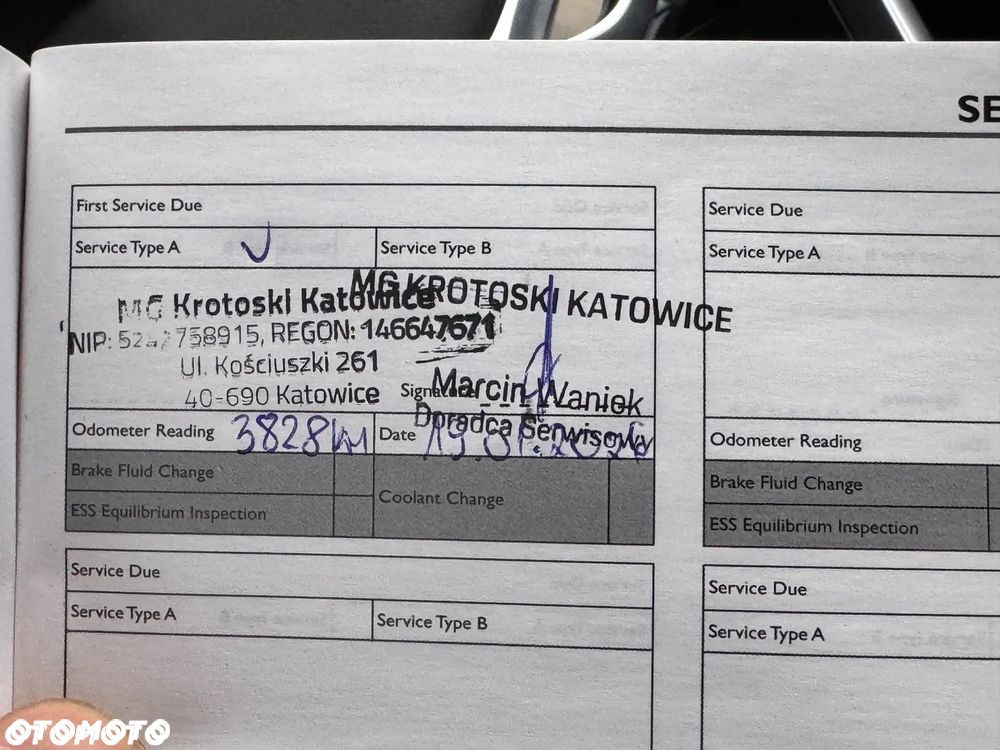 SE
First Service Due
Service Type A
Service Type B
MG Krotoski Katowice
REGON: 146647671
Ul. Kościuszki 261
40-690 Katowice
MG KROTOSKI KATOWICE
Marcin Waniek
Doradca Serwisowy
Odometer Reading 3828 km
Date
Brake Fluid Change
ESS Equilibrium Inspection
Coolant Change
Service Due
Service Type A
Odometer Reading
Brake Fluid Change
ESS Equilibrium Inspection
Service Due
Service Type A
Service Type B
Service Due
Service Type A
OTOMOTO